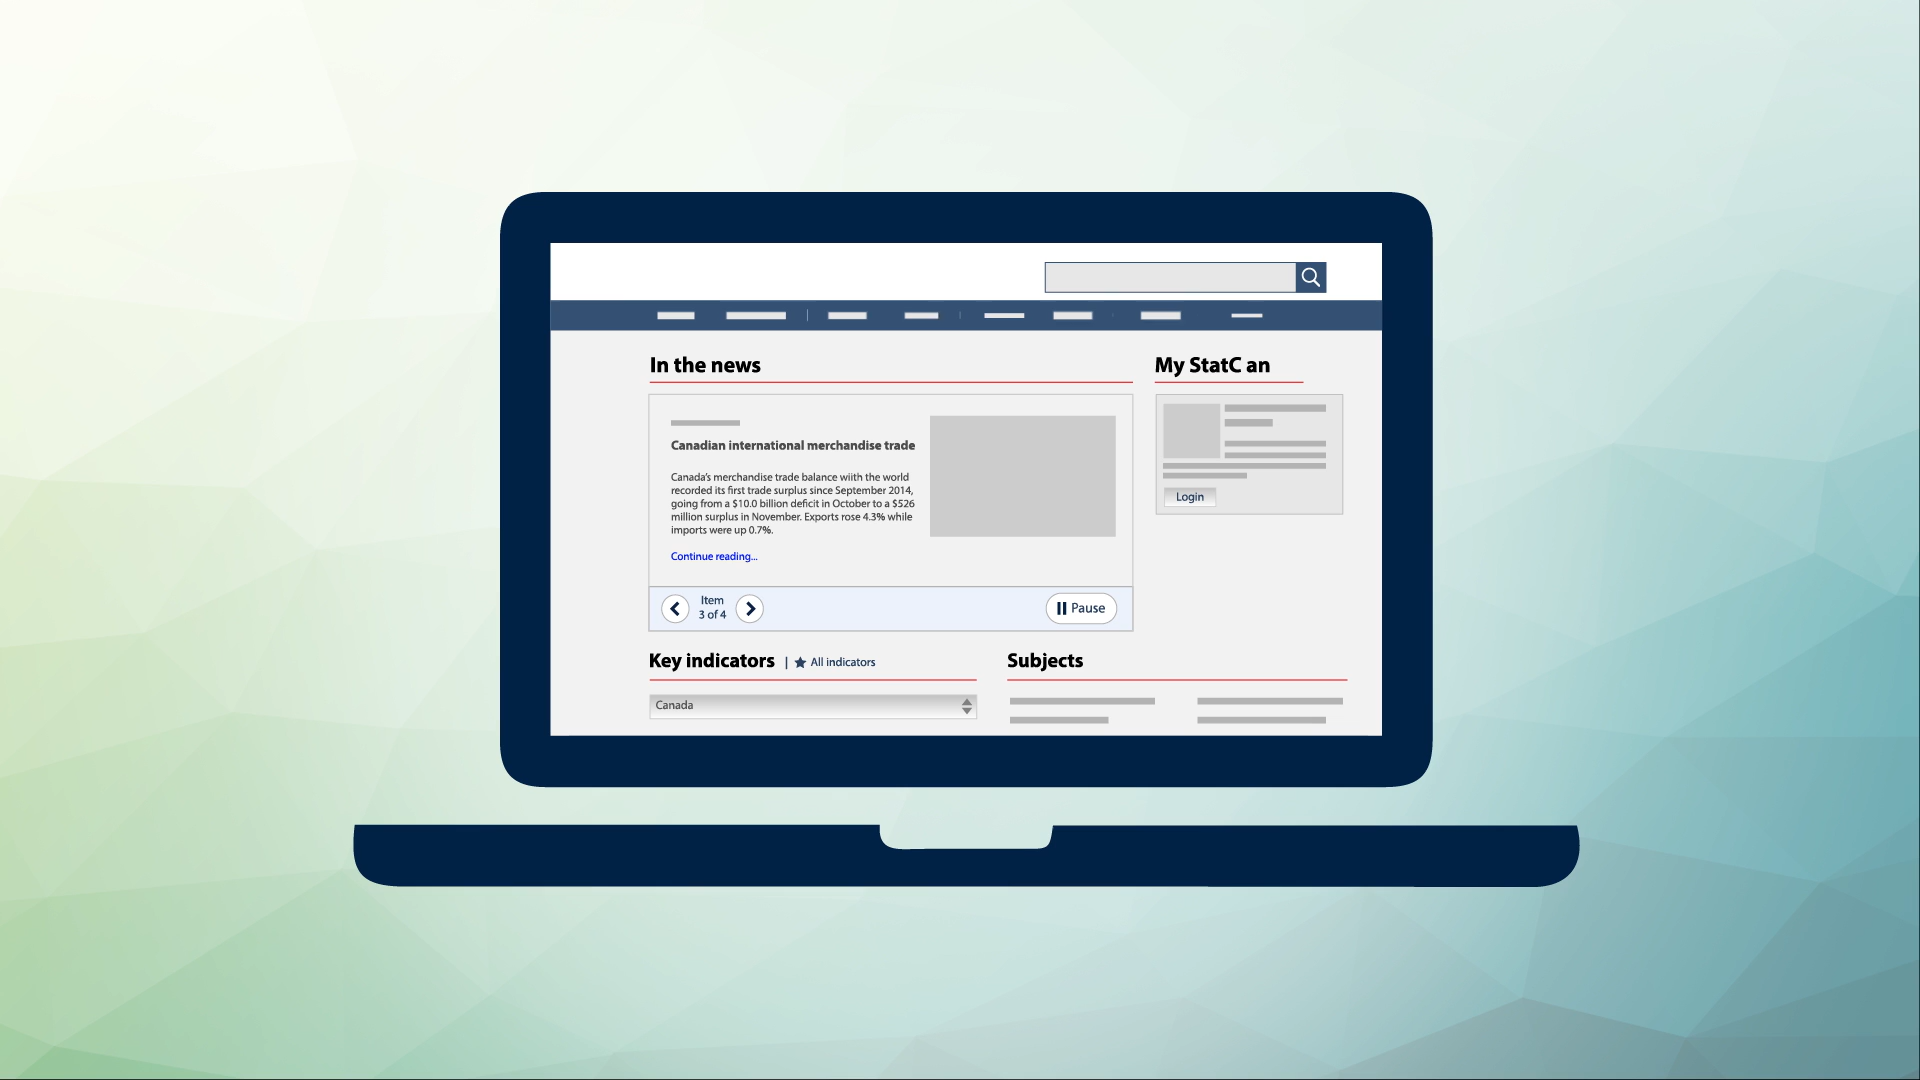 In the news
My StatC an
Canadian international merchandise trade
Canada's merchandise trade balance wiith the world
recorded its first trade surplus since September 2014,
going from a $10.0 billion deficit in October to a $526
million surplus in November. Exports rose 4.3% while
imports were up 0.7%.
Continue reading...
Login
Item
3 of 4
Pause
Key indicators | ★ All indicators
Subjects
Canada